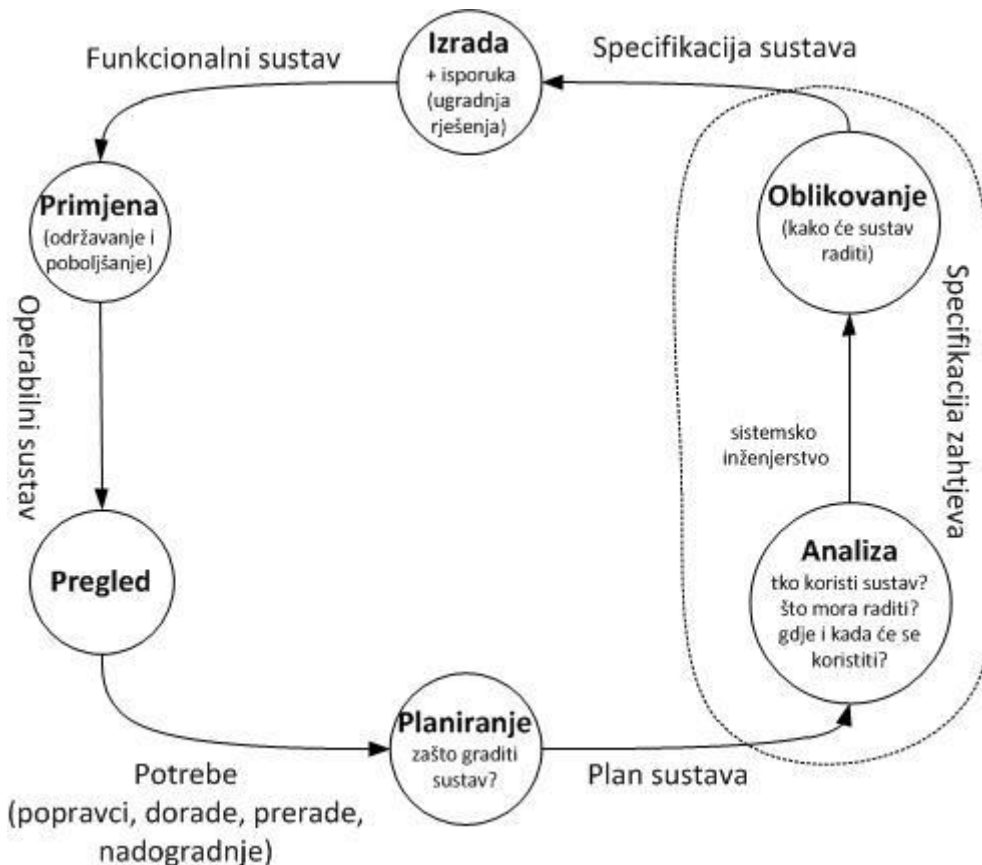 Funkcionalni sustav
Izrada
+ isporuka
(ugradnja
rješenja)
Specifikacija sustava
Primjena
(održavanje i
poboljšanje)
Oblikovanje
(kako će sustav
raditi)
Operabilni sustav
Specifikacija zahtjeva
sistemsko
inženjerstvo
Pregled
Analiza
tko koristi sustav?
što mora raditi?
gdje i kada će se
koristiti?
Planiranje
zašto graditi
sustav?
Potrebe
(popravci, dorade, prerade,
nadogradnje)
Plan sustava